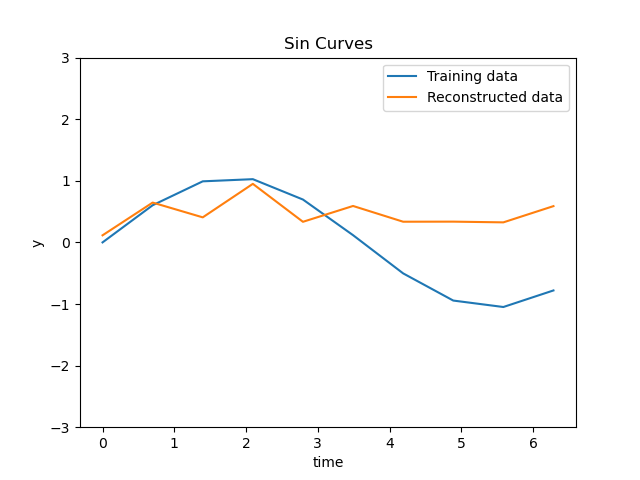 Sin Curves
Training data
Reconstructed data
3
2
1
0
−1
−2
−3
y
0 1 2 3 4 5 6
time